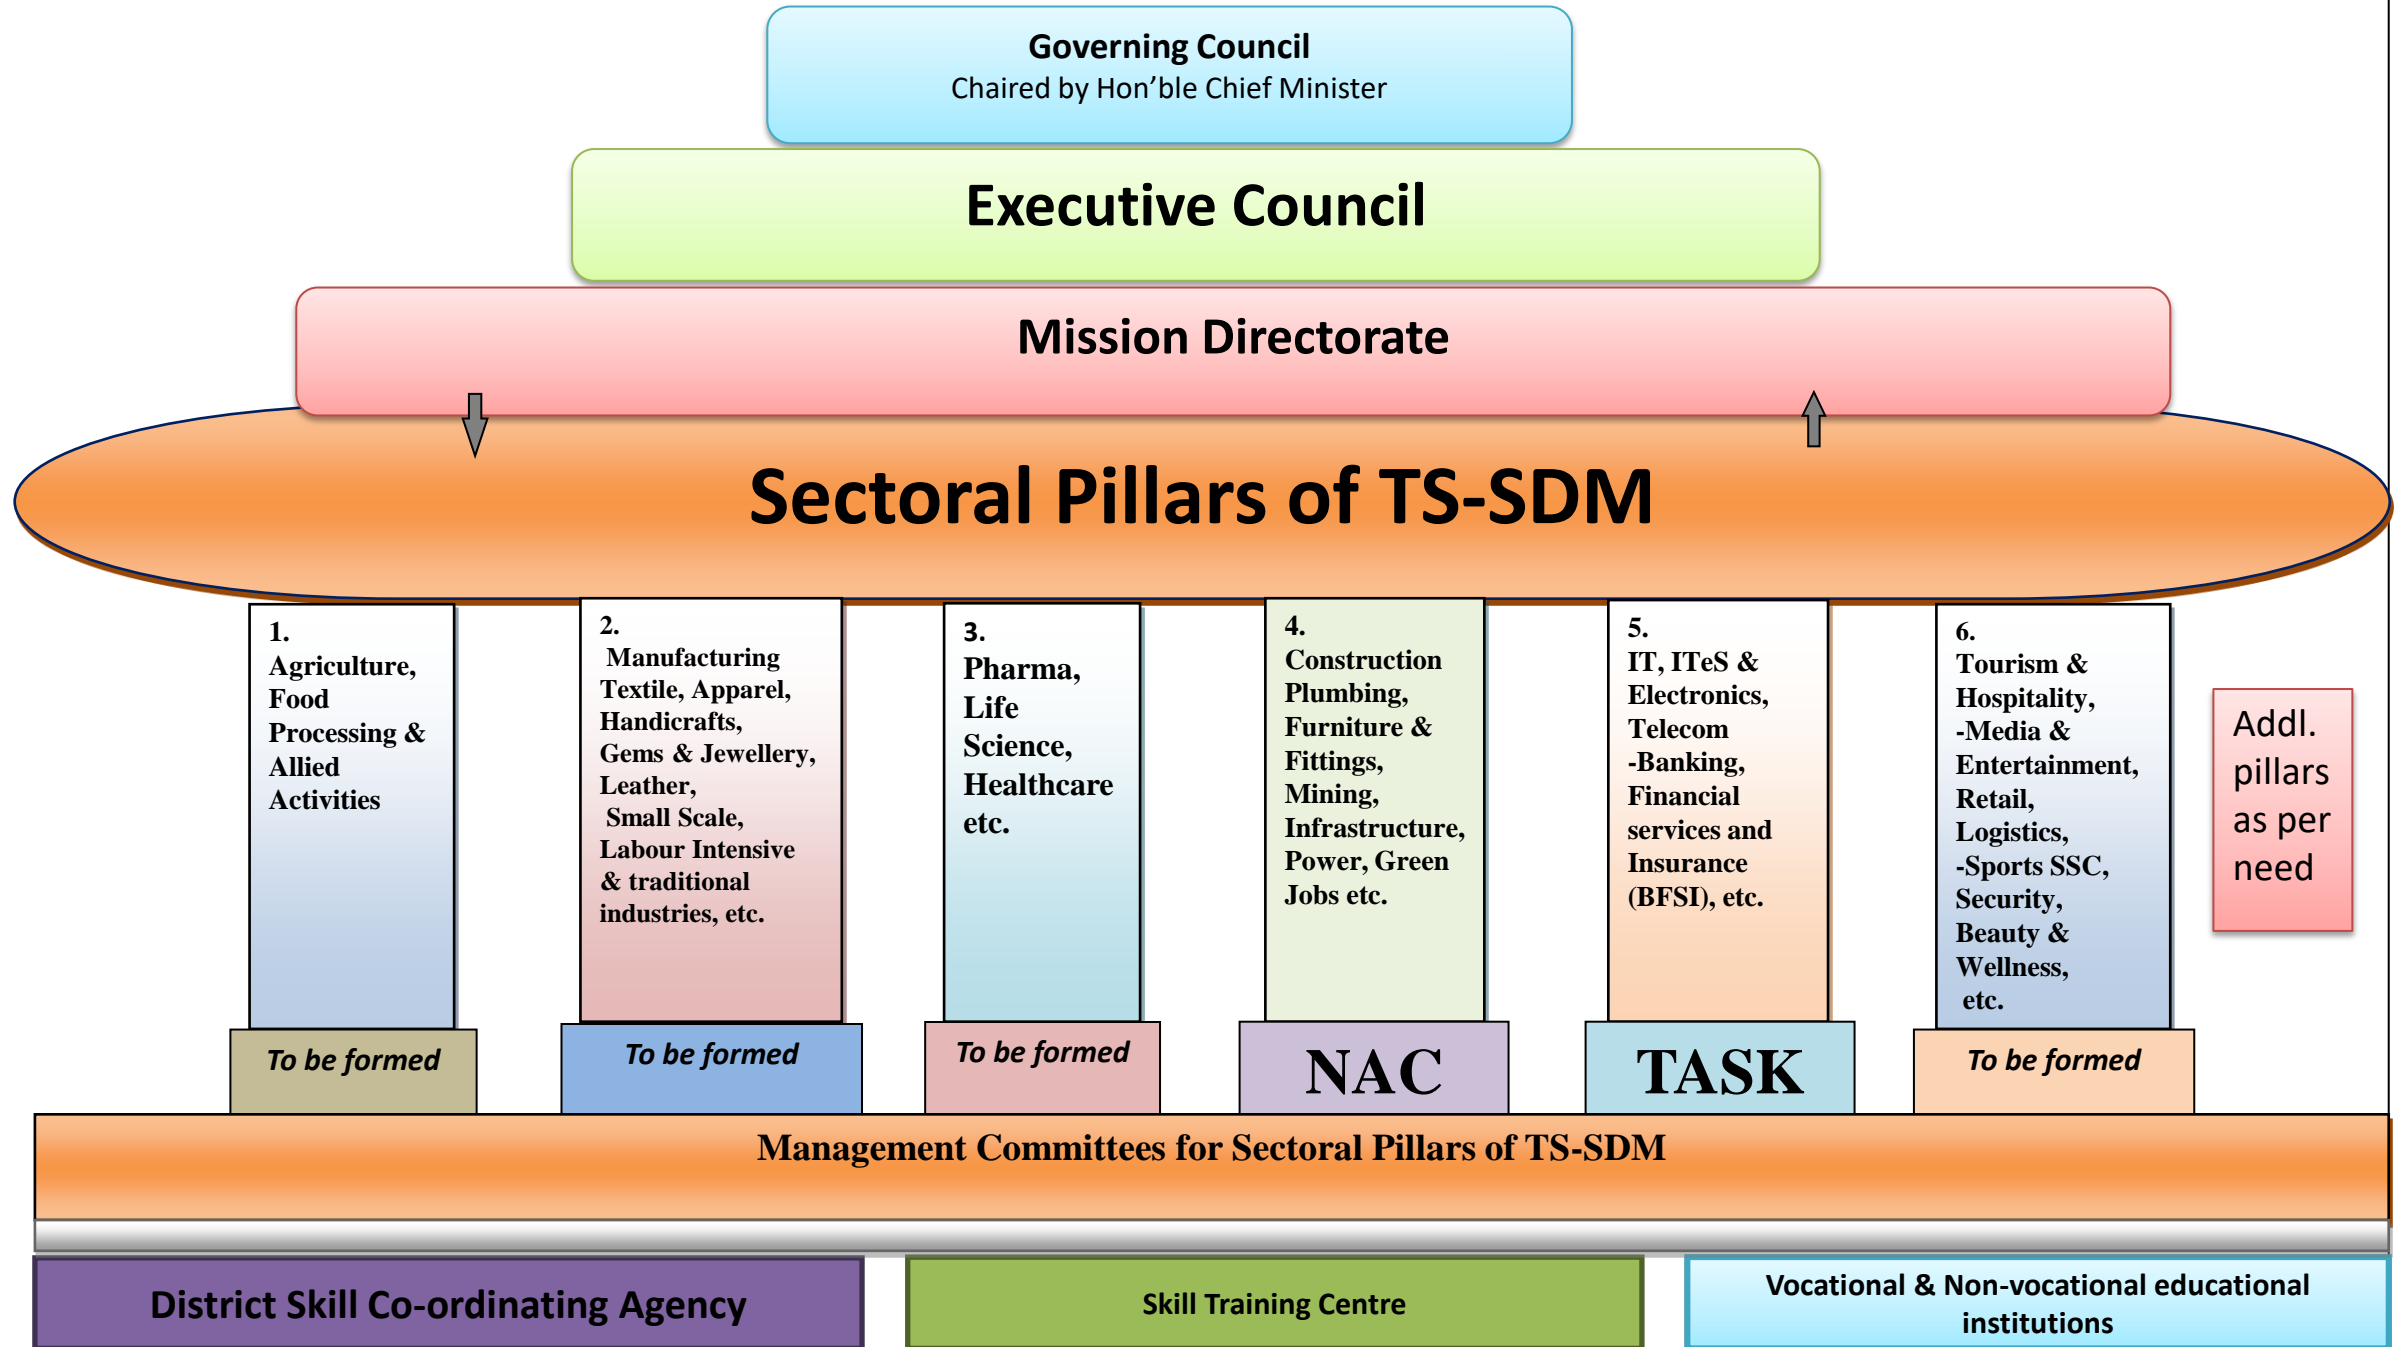 Governing Council
Chaired by Hon’ble Chief Minister
Executive Council
Mission Directorate
Sectoral Pillars of TS-SDM
1.
Agriculture,
Food
Processing &
Allied
Activities
2.
Manufacturing
Textile, Apparel,
Handicrafts,
Gems & Jewellery,
Leather,
Small Scale,
Labour Intensive
& traditional
industries, etc.
3.
Pharma,
Life
Science,
Healthcare
etc.
4.
Construction
Plumbing,
Furniture &
Fittings,
Mining,
Infrastructure,
Power, Green
Jobs etc.
5.
IT, ITeS &
Electronics,
Telecom
-Banking,
Financial
services and
Insurance
(BFSI), etc.
6.
Tourism &
Hospitality,
-Media &
Entertainment,
Retail,
Logistics,
-Sports SSC,
Security,
Beauty &
Wellness,
etc.
Addl.
pillars
as per
need
To be formed
To be formed
To be formed
NAC
TASK
To be formed
Management Committees for Sectoral Pillars of TS-SDM
District Skill Co-ordinating Agency
Skill Training Centre
Vocational & Non-vocational educational
institutions